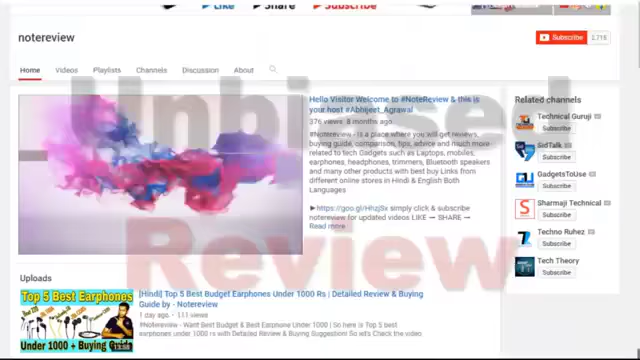 Like
Share
Subscribe
notereview
Subscribe 2,716
Home Videos Playlists Channels Discussion About
Unbiased
Hello Visitor Welcome to #NoteReview & this is
your host #Abhijeet_Agrawal
376 views 8 months ago
#Notereview - Is a place where you will get reviews,
buying guide, comparison, tips, advice and much more
related to tech Gadgets such as Laptops, mobiles,
earphones, headphones, trimmers, Bluetooth speakers
and many other products with best buy Links from
different online stores in Hindi & English Both
Languages
simply click & subscribe
notereview for updated videos LIKE — SHARE —
Read more
Related channels
Technical Guruji
Subscribe
SidTalk
Subscribe
GadgetsToUse
Subscribe
Sharmaji Technical
Subscribe
Techno Ruhez
Subscribe
Tech Theory
Subscribe
Review
Uploads
Top 5 Best Earphones
Under 1000 + Buying Guide
13:58
[Hindi] Top 5 Best Budget Earphones Under 1000 Rs | Detailed Review & Buying
Guide by - Notereview
1 day ago · 111 views
#Notereview - Want Best Budget & Best Earphone Under 1000 ! So here is Top 5 best
earphones under 1000 rs with Detailed Review & Buying Suggestion! So let's Check the